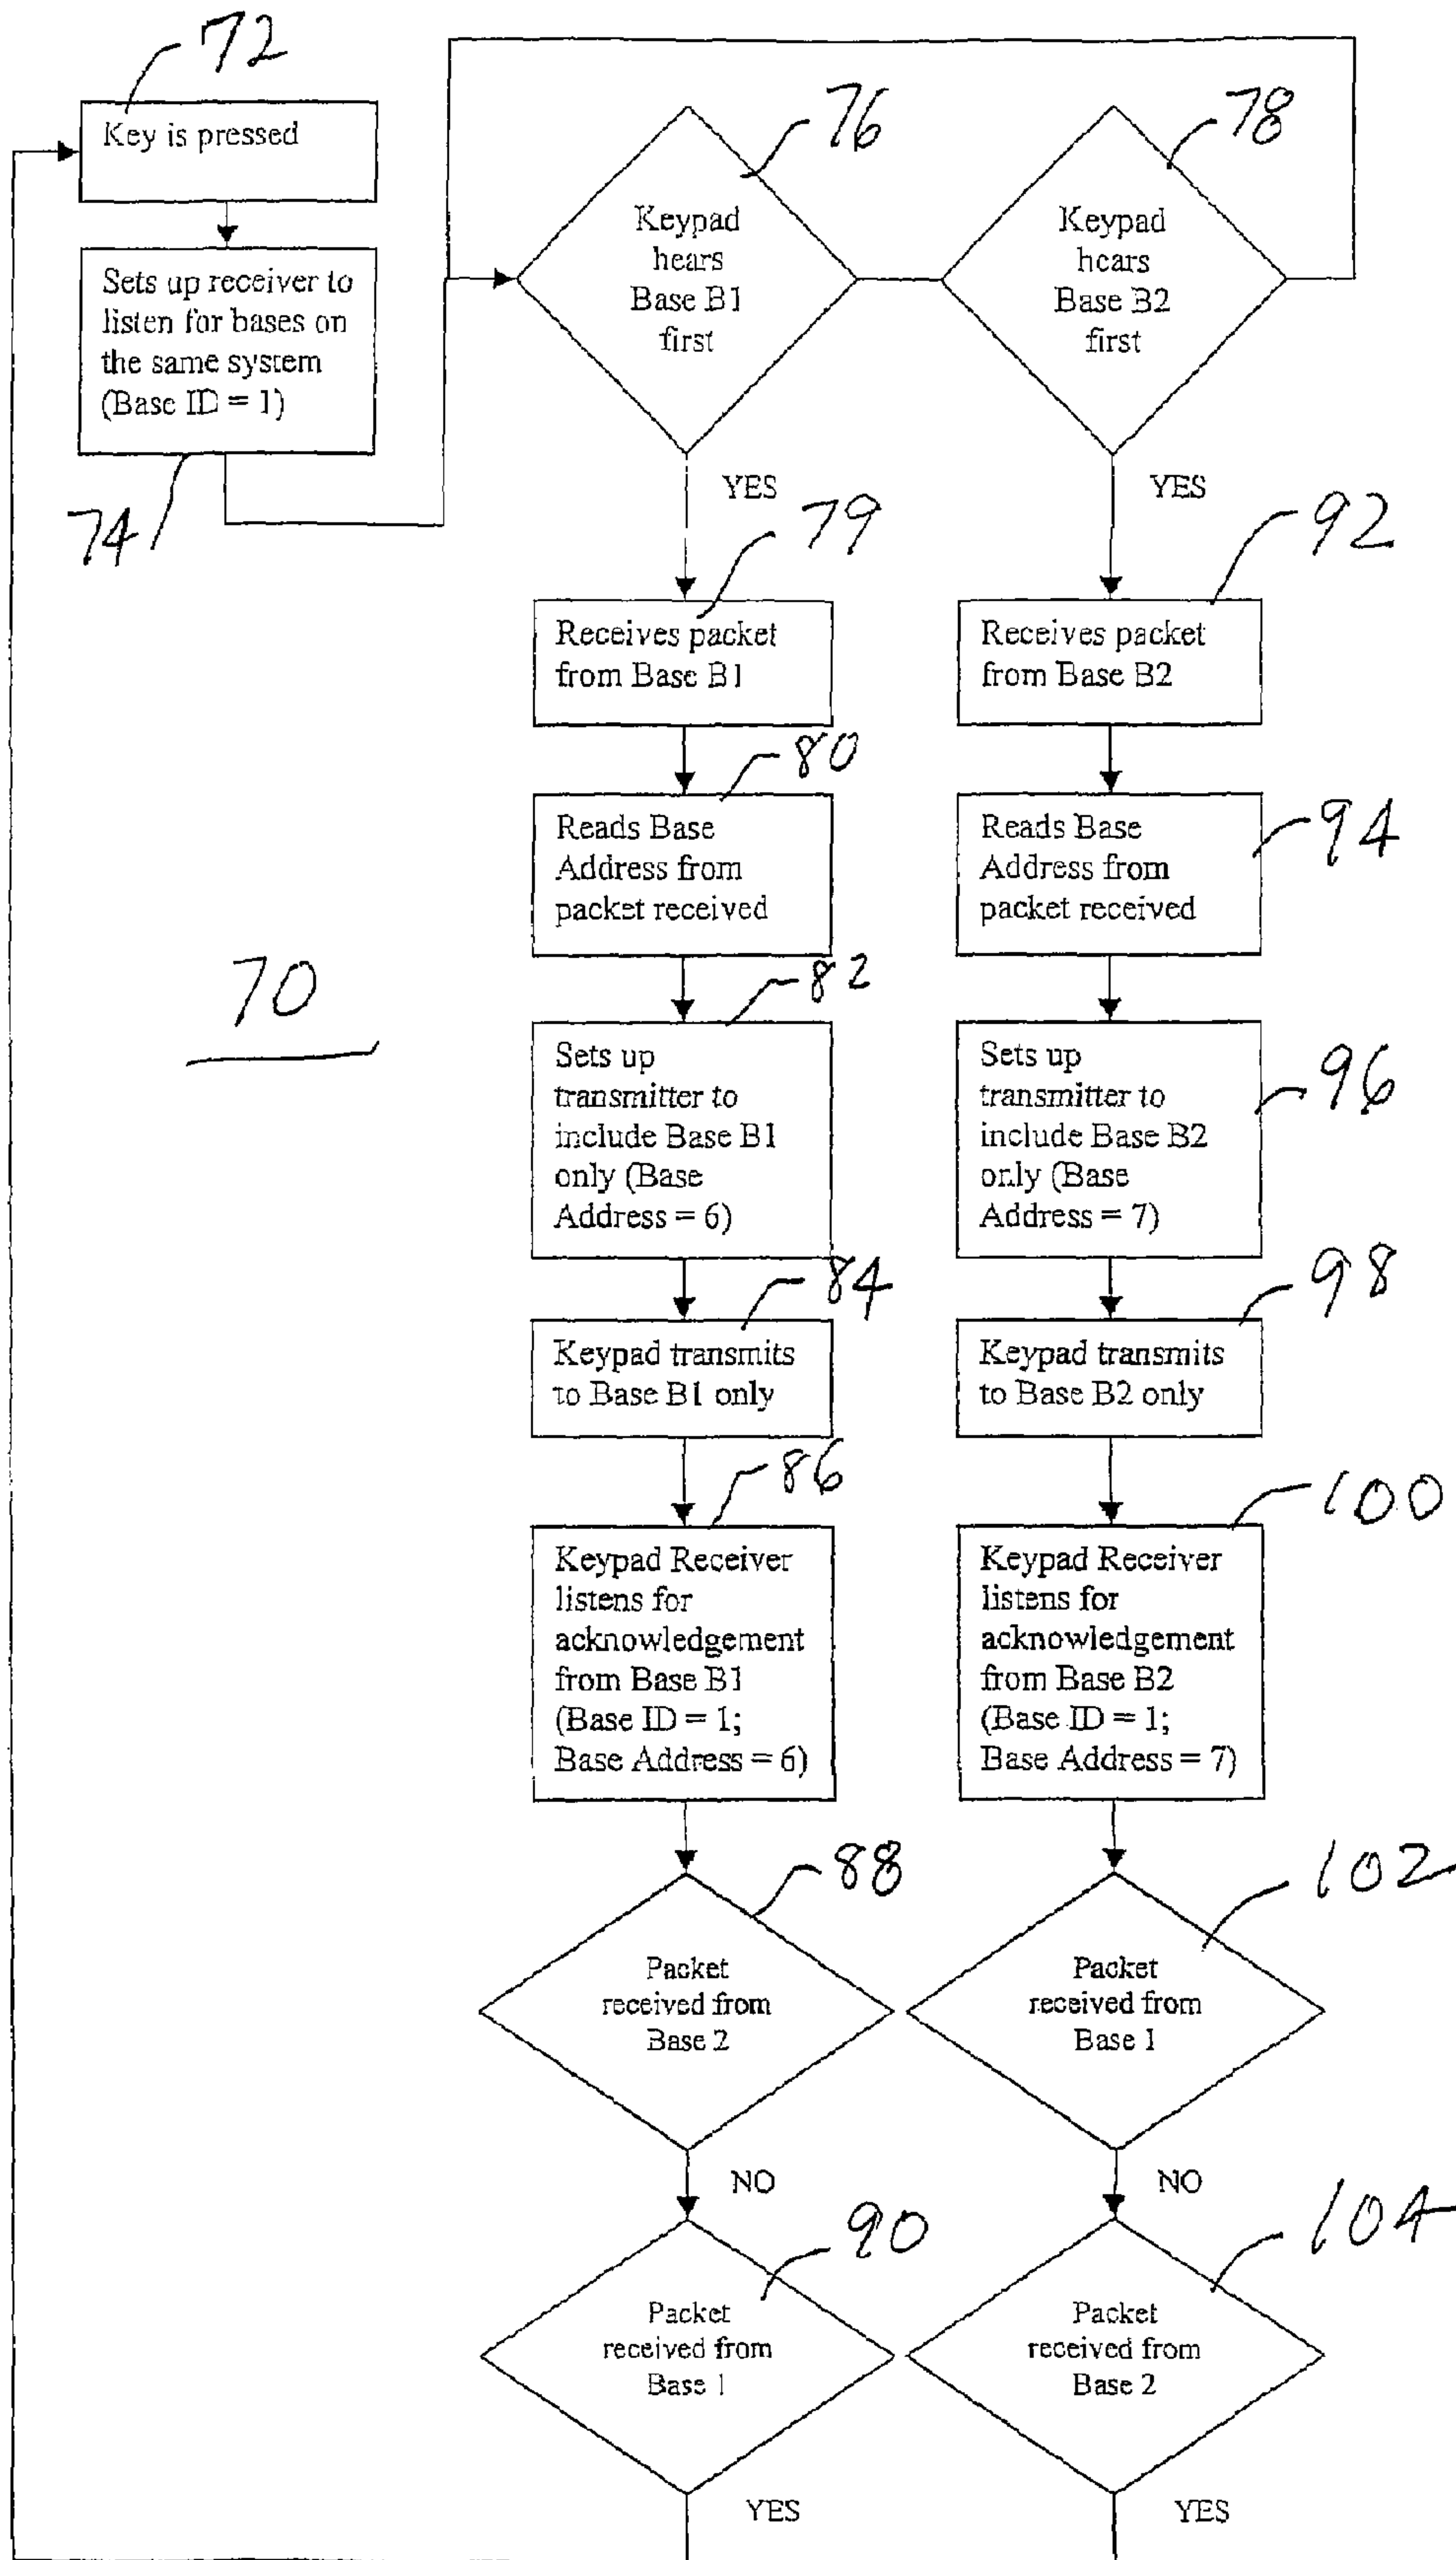 72
Key is pressed
Sets up receiver to
listen for bases on
the same system
(Base ID = 1)
74
76
Keypad
hears
Base B1
first
78
Keypad
hears
Base B2
first
YES
YES
79
Receives packet
from Base B1
92
Receives packet
from Base B2
80
Reads Base
Address from
packet received
94
Reads Base
Address from
packet received
70
82
Sets up
transmitter to
include Base B1
only (Base
Address = 6)
96
Sets up
transmitter to
include Base B2
only (Base
Address = 7)
84
Keypad transmits
to Base B1 only
98
Keypad transmits
to Base B2 only
86
Keypad Receiver
listens for
acknowledgement
from Base B1
(Base ID = 1;
Base Address = 6)
100
Keypad Receiver
listens for
acknowledgement
from Base B2
(Base ID = 1;
Base Address = 7)
88
Packet
received from
Base 2
102
Packet
received from
Base 1
NO
NO
90
Packet
received from
Base 1
104
Packet
received from
Base 2
YES
YES